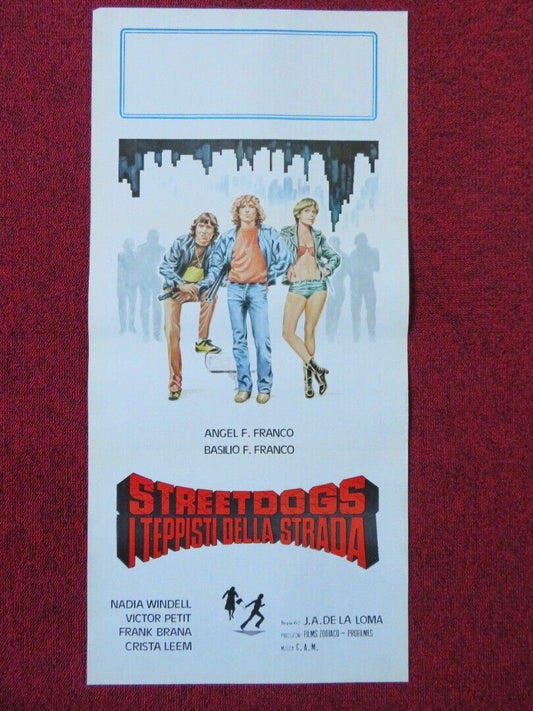 ANGEL F. FRANCO
BASILIO F. FRANCO
STREETDOGS
I TEPPISTI DELLA STRADA
NADIA WINDELL
VICTOR PETIT
FRANK BRANA
CRISTA LEEM
J.A. DE LA LOMA
FILMS ZODIACO - PROFILMES
MUSICA C.A.M.